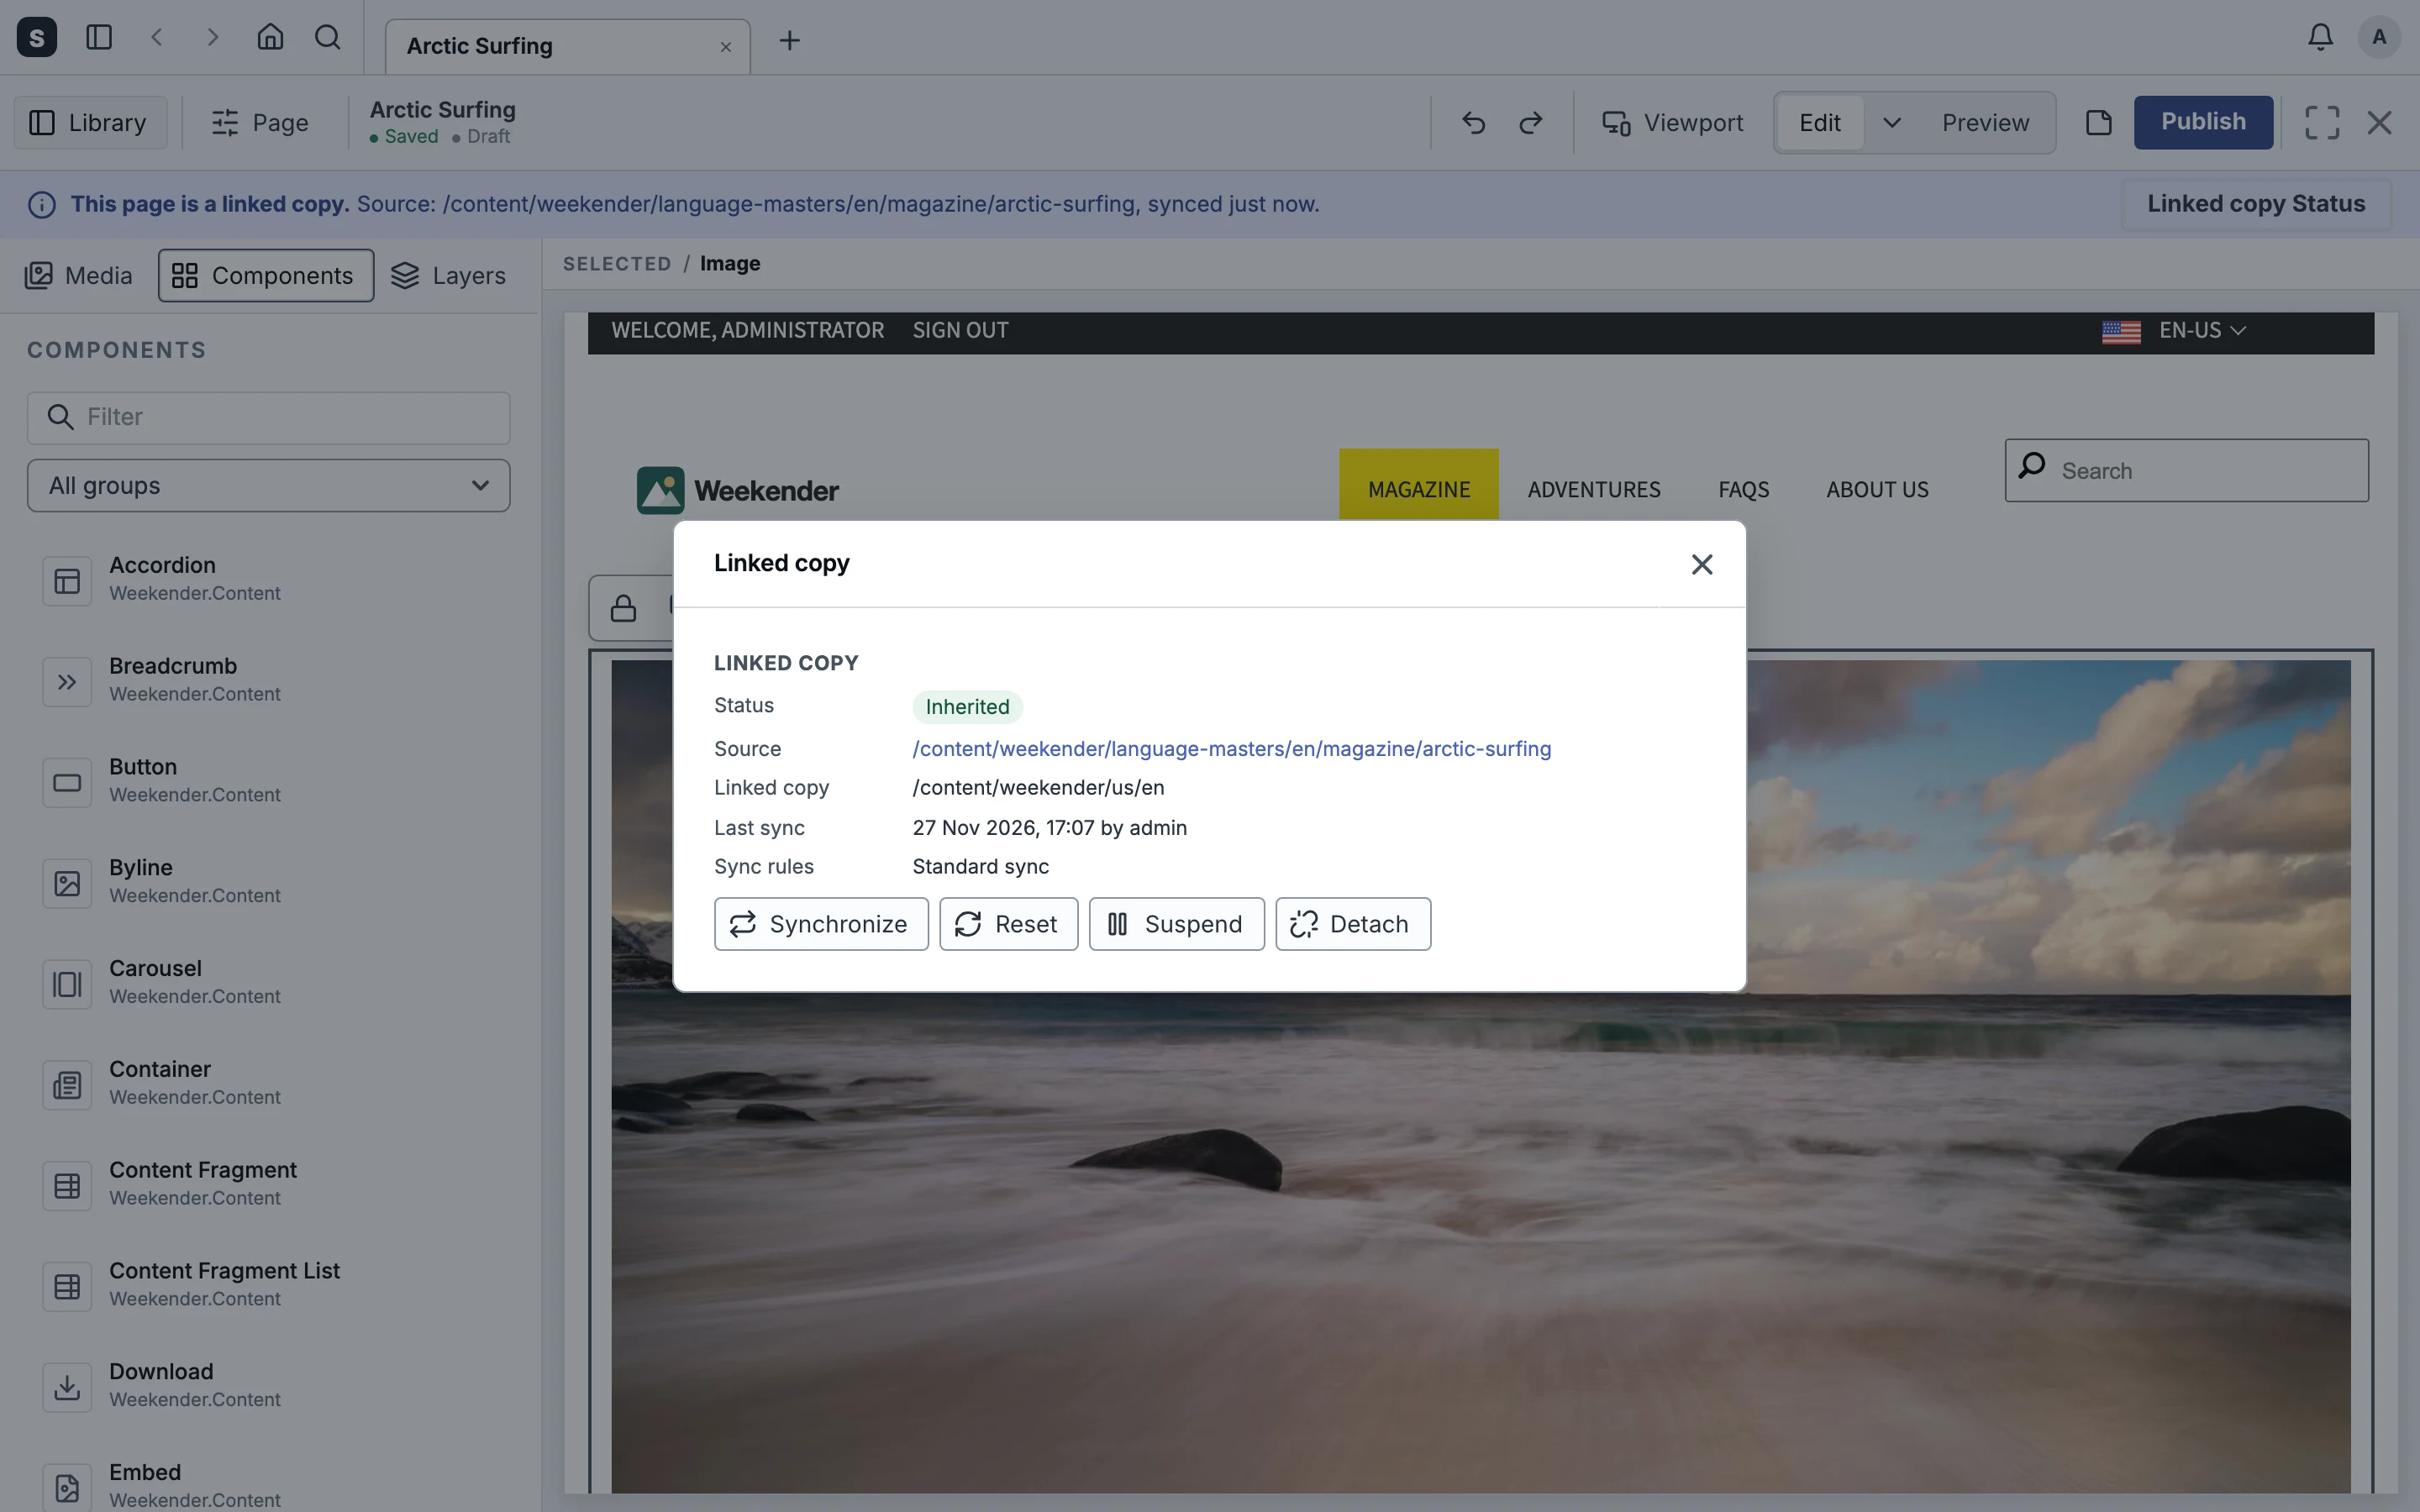 S
Arctic Surfing
A
Library
Page
Arctic Surfing
Saved
Draft
Viewport
Edit
Preview
Publish
This page is a linked copy. Source: /content/weekender/language-masters/en/magazine/arctic-surfing, synced just now.
Linked copy Status
Media
Components
Layers
SELECTED / Image
COMPONENTS
Filter
All groups
Accordion
Weekender.Content
Breadcrumb
Weekender.Content
Button
Weekender.Content
Byline
Weekender.Content
Carousel
Weekender.Content
Container
Weekender.Content
Content Fragment
Weekender.Content
Content Fragment List
Weekender.Content
Download
Weekender.Content
Embed
Weekender.Content
WELCOME, ADMINISTRATOR
SIGN OUT
EN-US
Weekender
MAGAZINE
ADVENTURES
FAQS
ABOUT US
Search
Linked copy
LINKED COPY
Status
Inherited
Source
/content/weekender/language-masters/en/magazine/arctic-surfing
Linked copy
/content/weekender/us/en
Last sync
27 Nov 2026, 17:07 by admin
Sync rules
Standard sync
Synchronize
Reset
Suspend
Detach